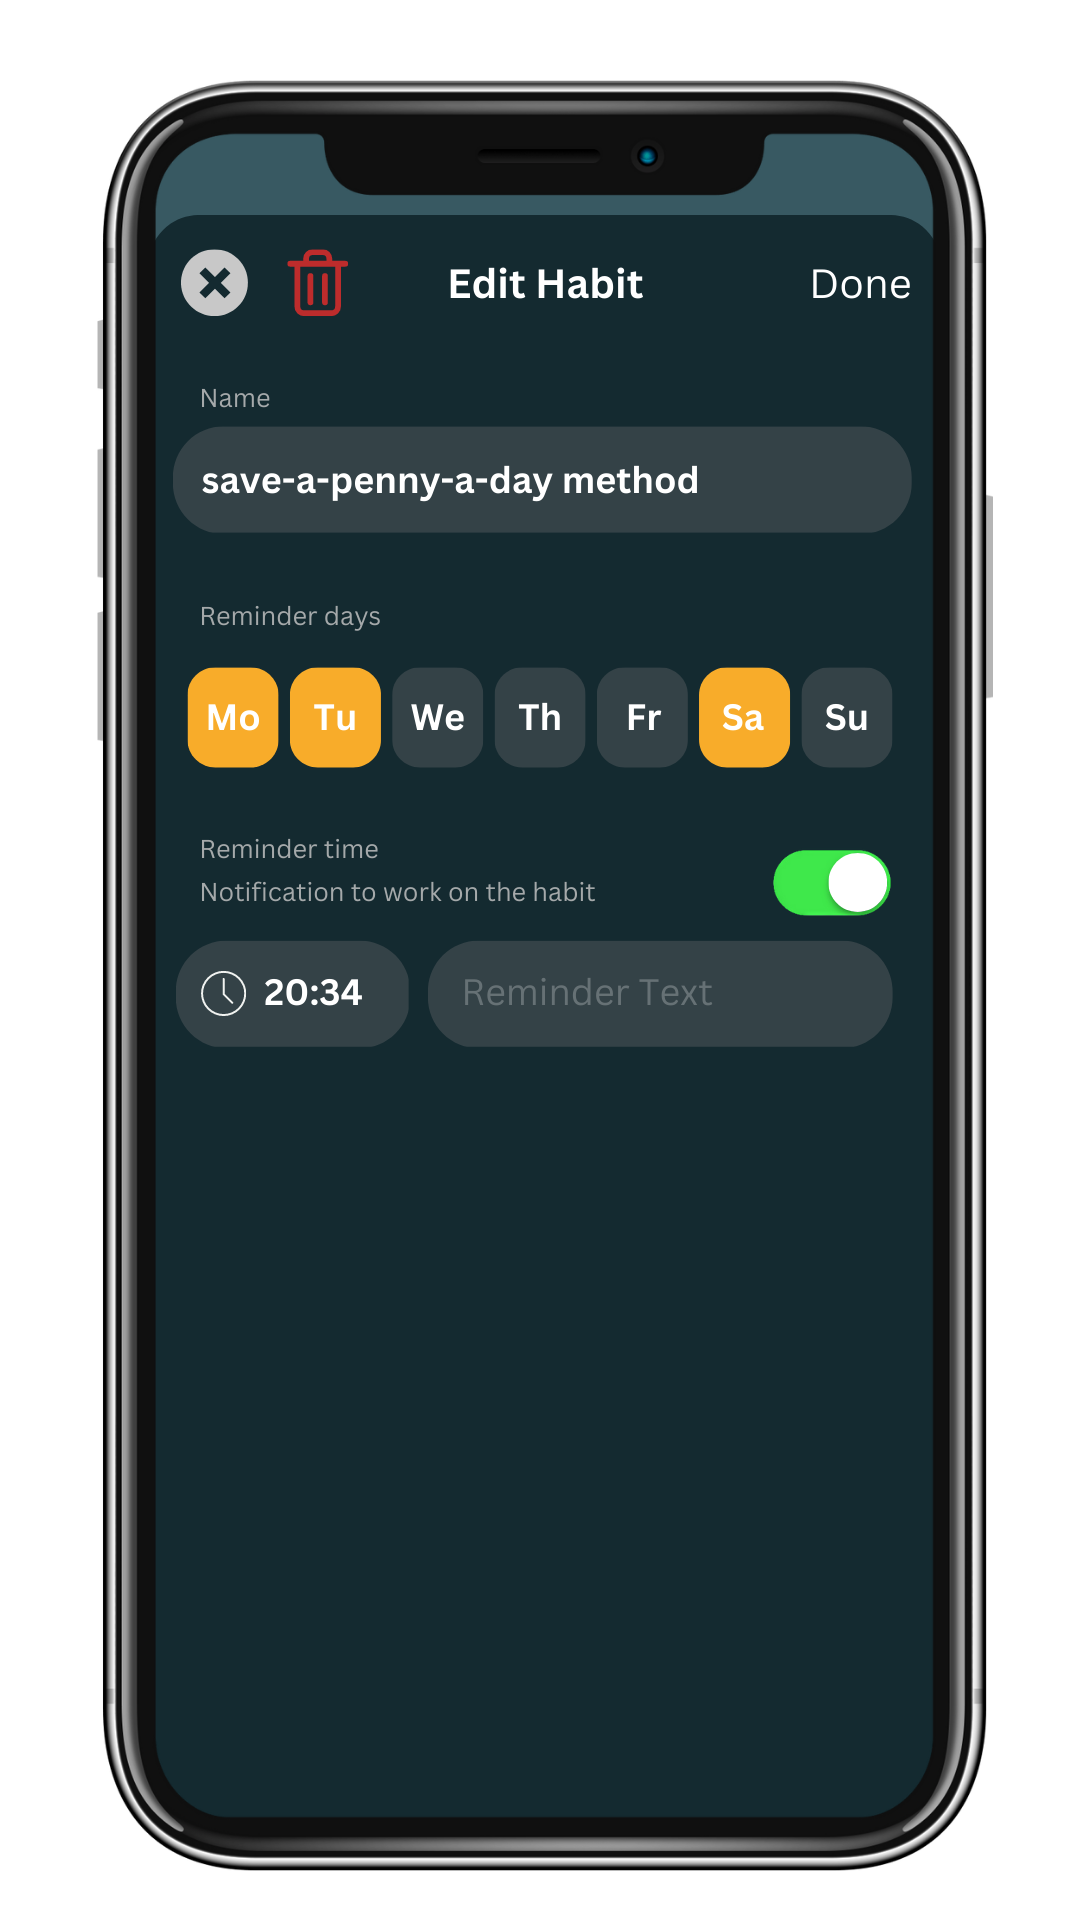 Edit Habit
Done
Name
save-a-penny-a-day method
Reminder days
Mo Tu We Th Fr Sa Su
Reminder time
Notification to work on the habit
20:34
Reminder Text